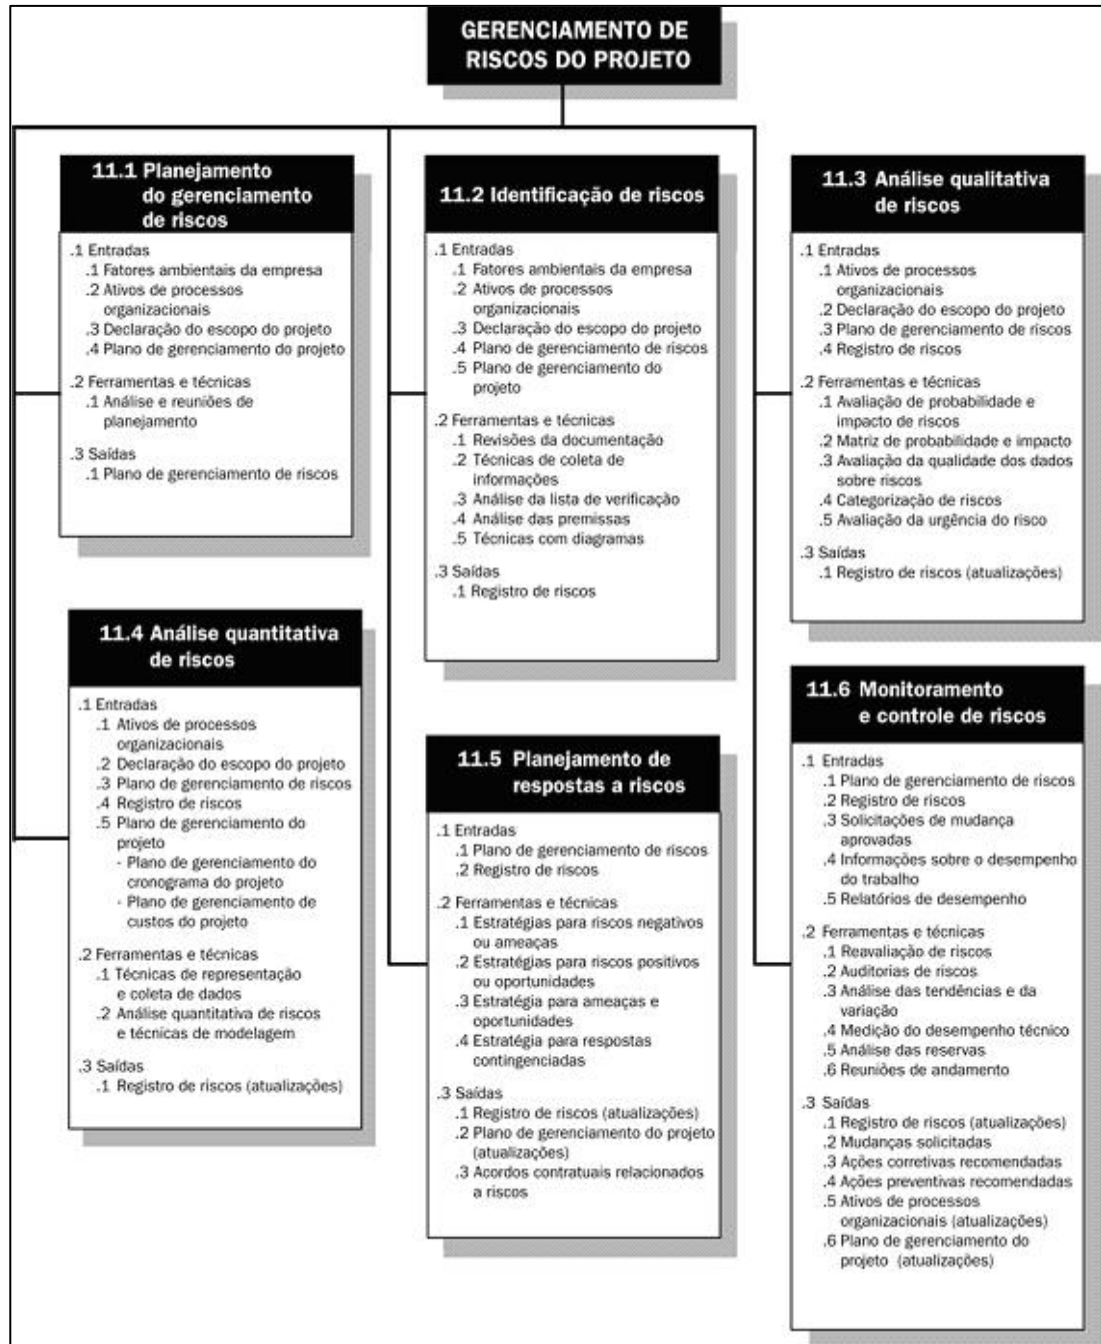 GERENCIAMENTO DE
RISCOS DO PROJETO
11.1 Planejamento
do gerenciamento
de riscos
.1 Entradas
.1 Fatores ambientais da empresa
.2 Ativos de processos
organizacionais
.3 Declaração do escopo do projeto
.4 Plano de gerenciamento do projeto
.2 Ferramentas e técnicas
.1 Análise e reuniões de
planejamento
.3 Saídas
.1 Plano de gerenciamento de riscos
11.2 Identificação de riscos
.1 Entradas
.1 Fatores ambientais da empresa
.2 Ativos de processos
organizacionais
.3 Declaração do escopo do projeto
.4 Plano de gerenciamento de riscos
.5 Plano de gerenciamento do
projeto
.2 Ferramentas e técnicas
.1 Revisões da documentação
.2 Técnicas de coleta de
informações
.3 Análise da lista de verificação
.4 Análise das premissas
.5 Técnicas com diagramas
.3 Saídas
.1 Registro de riscos
11.3 Análise qualitativa
de riscos
.1 Entradas
.1 Ativos de processos
organizacionais
.2 Declaração do escopo do projeto
.3 Plano de gerenciamento de riscos
.4 Registro de riscos
.2 Ferramentas e técnicas
.1 Avaliação de probabilidade e
impacto de riscos
.2 Matriz de probabilidade e impacto
.3 Avaliação da qualidade dos dados
sobre riscos
.4 Categorização de riscos
.5 Avaliação da urgência do risco
.3 Saídas
.1 Registro de riscos (atualizações)
11.4 Análise quantitativa
de riscos
.1 Entradas
.1 Ativos de processos
organizacionais
.2 Declaração do escopo do projeto
.3 Plano de gerenciamento de riscos
.4 Registro de riscos
.5 Plano de gerenciamento do
projeto
- Plano de gerenciamento do
cronograma do projeto
- Plano de gerenciamento de
custos do projeto
.2 Ferramentas e técnicas
.1 Técnicas de representação
e coleta de dados
.2 Análise quantitativa de riscos
e técnicas de modelagem
.3 Saídas
.1 Registro de riscos (atualizações)
11.5 Planejamento de
respostas a riscos
.1 Entradas
.1 Plano de gerenciamento de riscos
.2 Registro de riscos
.2 Ferramentas e técnicas
.1 Estratégias para riscos negativos
ou ameaças
.2 Estratégias para riscos positivos
ou oportunidades
.3 Estratégia para ameaças e
oportunidades
.4 Estratégia para respostas
contingenciadas
.3 Saídas
.1 Registro de riscos (atualizações)
.2 Plano de gerenciamento do projeto
(atualizações)
.3 Acordos contratuais relacionados
a riscos
11.6 Monitoramento
e controle de riscos
.1 Entradas
.1 Plano de gerenciamento de riscos
.2 Registro de riscos
.3 Solicitações de mudança
aprovadas
.4 Informações sobre o desempenho
do trabalho
.5 Relatórios de desempenho
.2 Ferramentas e técnicas
.1 Reavaliação de riscos
.2 Auditorias de riscos
.3 Análise das tendências e da
variação
.4 Medição do desempenho técnico
.5 Análise das reservas
.6 Reuniões de andamento
.3 Saídas
.1 Registro de riscos (atualizações)
.2 Mudanças solicitadas
.3 Ações corretivas recomendadas
.4 Ações preventivas recomendadas
.5 Ativos de processos
organizacionais (atualizações)
.6 Plano de gerenciamento do
projeto (atualizações)